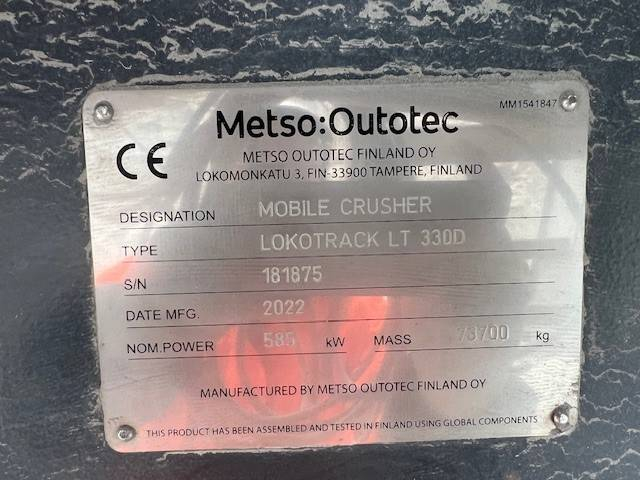 MM1541847
Metso:Outotec
CE
METSO OUTOTEC FINLAND OY
LOKOMONKATU 3, FIN-33900 TAMPERE, FINLAND
DESIGNATION MOBILE CRUSHER
TYPE LOKOTRACK LT 330D
S/N 181875
DATE MFG. 2022
NOM.POWER 585 kW MASS 73700 kg
MANUFACTURED BY METSO OUTOTEC FINLAND OY
THIS PRODUCT HAS BEEN ASSEMBLED AND TESTED IN FINLAND USING GLOBAL COMPONENTS